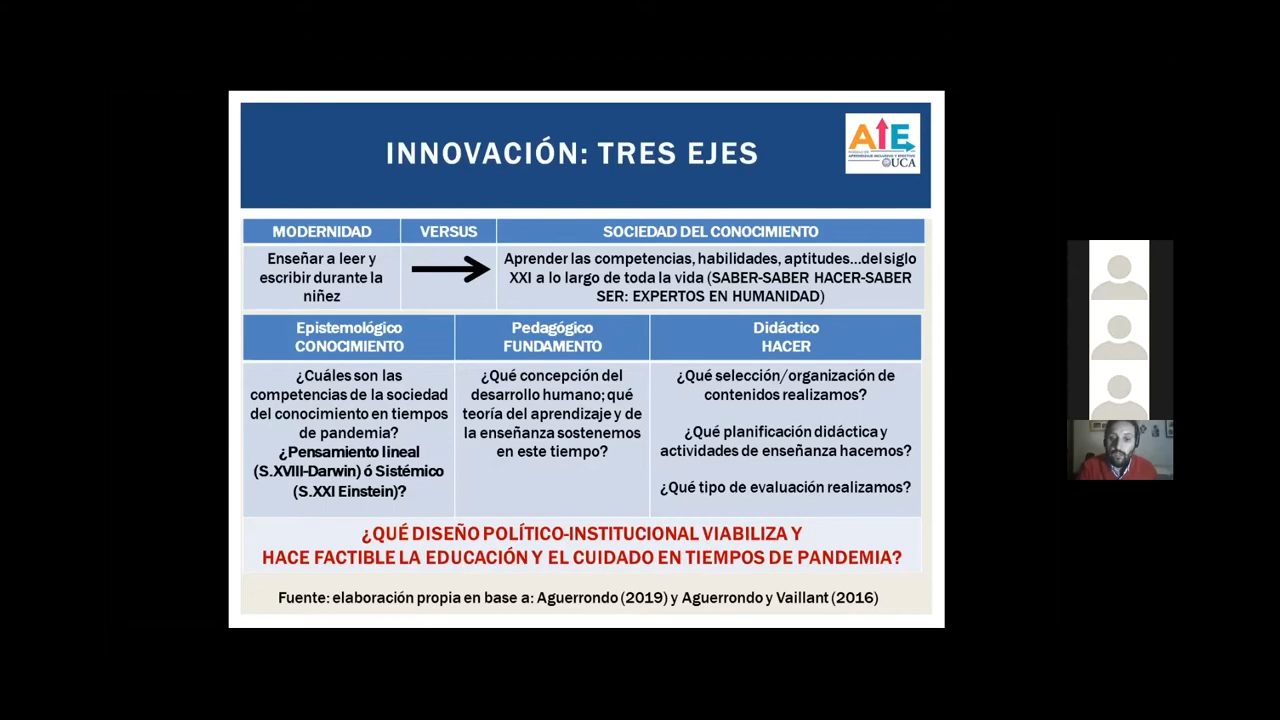 INNOVACIÓN: TRES EJES
AIE
MODELO DE
APRENDIZAJE INCLUSIVO Y EFECTIVO
UCA
MODERNIDAD
VERSUS
SOCIEDAD DEL CONOCIMIENTO
Enseñar a leer y
escribir durante la
niñez
Aprender las competencias, habilidades, aptitudes...del siglo
XXI a lo largo de toda la vida (SABER-SABER HACER-SABER
SER: EXPERTOS EN HUMANIDAD)
Epistemológico
CONOCIMIENTO
Pedagógico
FUNDAMENTO
Didáctico
HACER
¿Cuáles son las
competencias de la sociedad
del conocimiento en tiempos
de pandemia?
¿Pensamiento lineal
(S.XVIII-Darwin) ó Sistémico
(S.XXI Einstein)?
¿Qué concepción del
desarrollo humano; qué
teoría del aprendizaje y de
la enseñanza sostenemos
en este tiempo?
¿Qué selección/organización de
contenidos realizamos?
¿Qué planificación didáctica y
actividades de enseñanza hacemos?
¿Qué tipo de evaluación realizamos?
¿QUÉ DISEÑO POLÍTICO-INSTITUCIONAL VIABILIZA Y
HACE FACTIBLE LA EDUCACIÓN Y EL CUIDADO EN TIEMPOS DE PANDEMIA?
Fuente: elaboración propia en base a: Aguerrondo (2019) y Aguerrondo y Vaillant (2016)